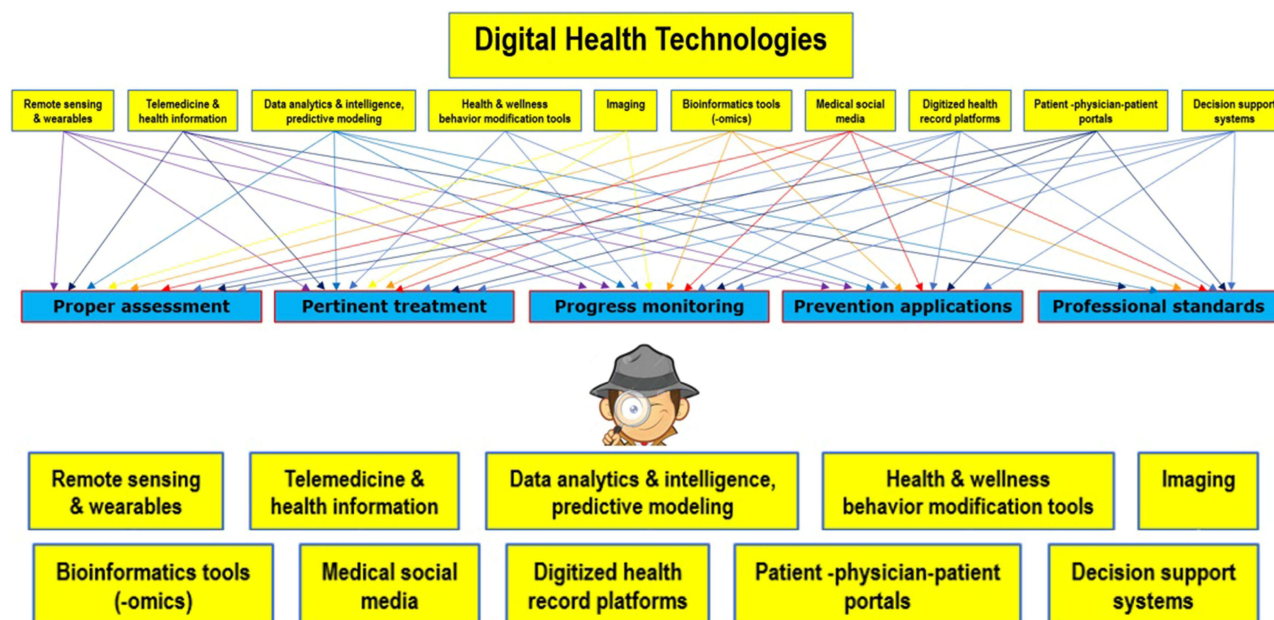 Digital Health Technologies
Remote sensing
& wearables
Telemedicine &
health information
Data analytics & intelligence,
predictive modeling
Health & wellness
behavior modification tools
Imaging
Bioinformatics tools
(-omics)
Medical social
media
Digitized health
record platforms
Patient -physician-patient
portals
Decision support
systems
Proper assessment
Pertinent treatment
Progress monitoring
Prevention applications
Professional standards
Remote sensing
& wearables
Telemedicine &
health information
Data analytics & intelligence,
predictive modeling
Health & wellness
behavior modification tools
Imaging
Bioinformatics tools
(-omics)
Medical social
media
Digitized health
record platforms
Patient -physician-patient
portals
Decision support
systems